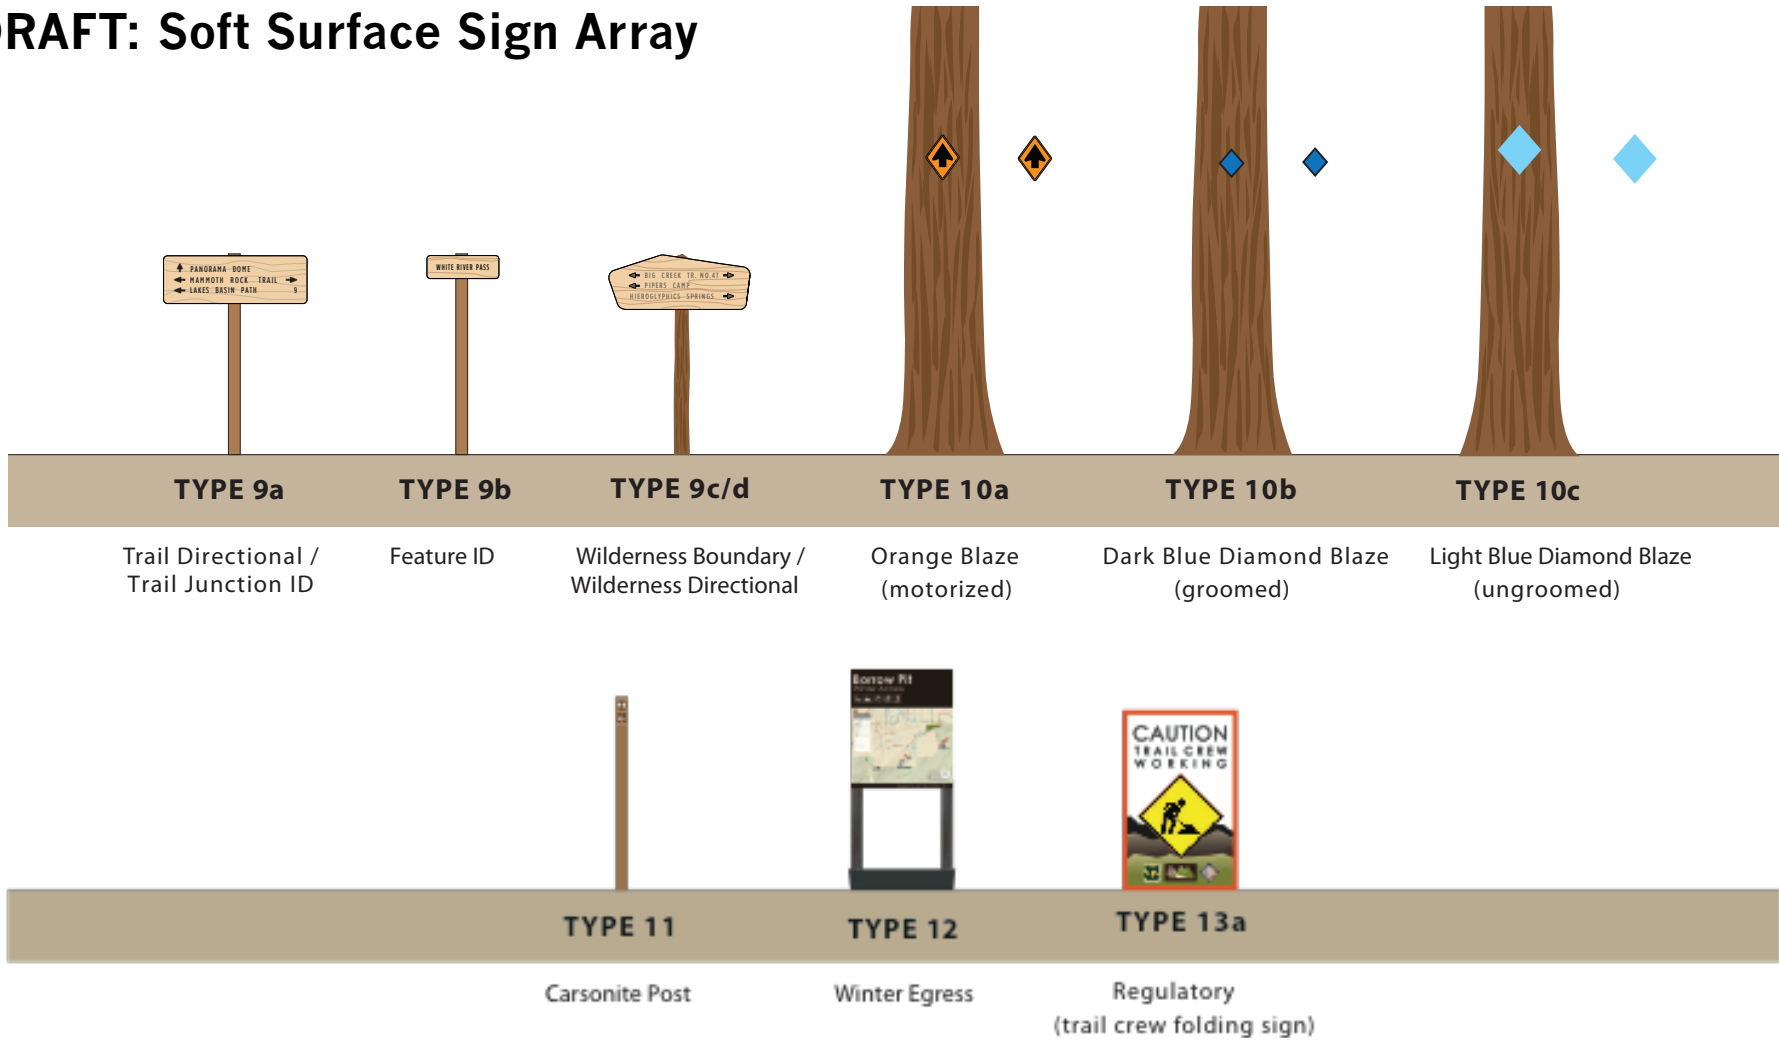 DRAFT: Soft Surface Sign Array
PANORAMA DOME
MAMMOTH ROCK TRAIL
LAKES BASIN PATH 9
WHITE RIVER PASS
BIG CREEK TR. NO.47
PIPERS CAMP
HIEROGLYPHICS SPRINGS
TYPE 9a TYPE 9b TYPE 9c/d TYPE 10a TYPE 10b TYPE 10c
Trail Directional /
Trail Junction ID
Feature ID
Wilderness Boundary /
Wilderness Directional
Orange Blaze
(motorized)
Dark Blue Diamond Blaze
(groomed)
Light Blue Diamond Blaze
(ungroomed)
Borrow Pit
Winter Access
CAUTION
TRAIL CREW
WORKING
TYPE 11 TYPE 12 TYPE 13a
Carsonite Post
Winter Egress
Regulatory
(trail crew folding sign)